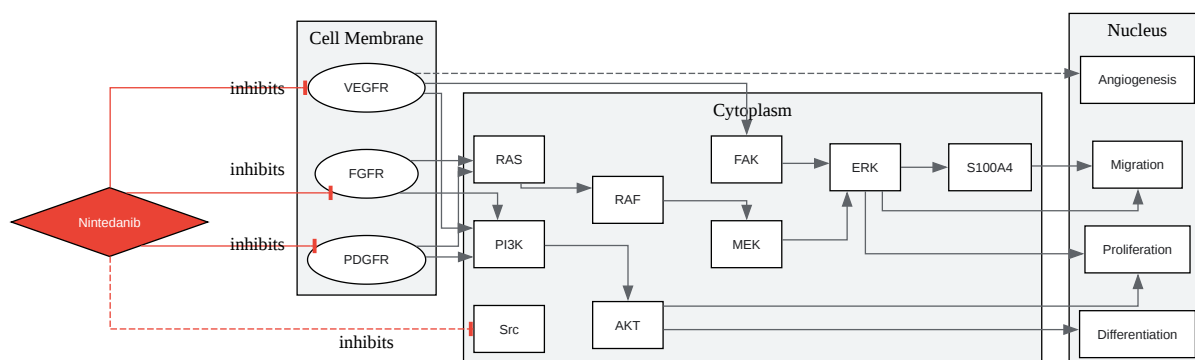 Cell Membrane
Nucleus
inhibits
VEGFR
Angiogenesis
Cytoplasm
RAS
FAK
ERK
S100A4
Migration
inhibits
FGFR
RAF
Nintedanib
inhibits
PDGFR
PI3K
MEK
Proliferation
inhibits
Src
AKT
Differentiation